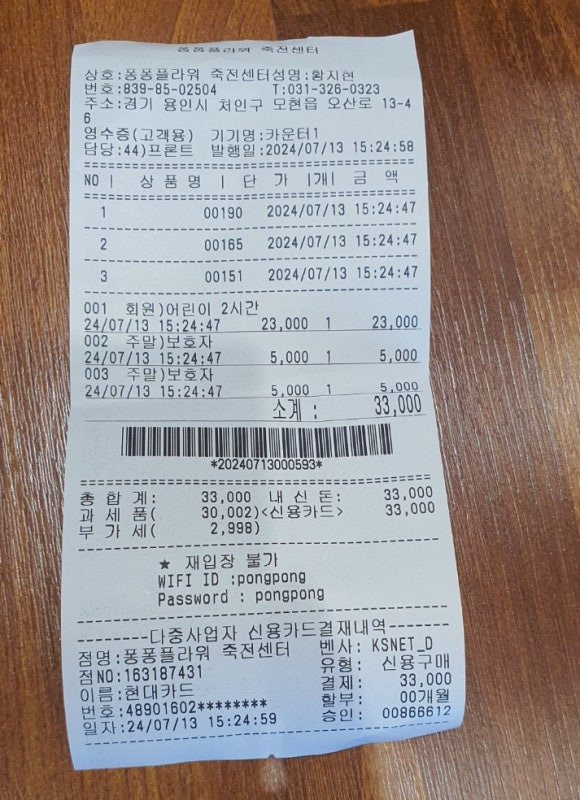 퐁퐁플라워 죽전센터
상호:퐁퐁플라워 죽전센터성명:황지현
번호:839-85-02504 T:031-326-0323
주소:경기 용인시 처인구 모현읍 오산로 13-4
6
영수증(고객용) 기기명:카운터1
담당:44)프론트 발행일:2024/07/13 15:24:58
NO | 상 품 명 | 단 가 |개| 금 액
1 00190 2024/07/13 15:24:47
2 00165 2024/07/13 15:24:47
3 00151 2024/07/13 15:24:47
001 회원)어린이 2시간
24/07/13 15:24:47 23,000 1 23,000
002 주말)보호자
24/07/13 15:24:47 5,000 1 5,000
003 주말)보호자
24/07/13 15:24:47 5,000 1 5,000
소계 : 33,000
*20240713000593*
총 합 계: 33,000 내 신 돈: 33,000
과 세 품( 30,002)<신용카드> 33,000
부 가 세( 2,998)
★ 재입장 불가
WIFI ID :pongpong
Password : pongpong
--------다중사업자 신용카드결재내역--------
점명:퐁퐁플라워 죽전센터 벤사: KSNET_D
점NO:163187431 유형: 신용구매
이름:현대카드 결제: 33,000
번호:48901602******** 할부: 00개월
일자:24/07/13 15:24:59 승인: 00866612